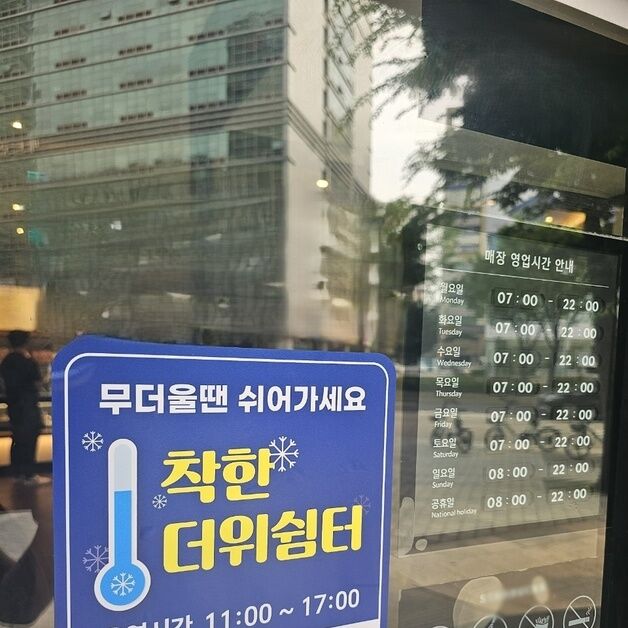 매장 영업시간 안내
월요일 07:00 - 22:00
Monday
화요일 07:00 - 22:00
Tuesday
수요일 07:00 - 22:00
Wednesday
목요일 07:00 - 22:00
Thursday
금요일 07:00 - 22:00
Friday
토요일 07:00 - 22:00
Saturday
일요일 08:00 - 22:00
Sunday
공휴일 08:00 - 22:00
National holiday
무더울땐 쉬어가세요
착한
더위쉼터
시간 11:00 ~ 17:00